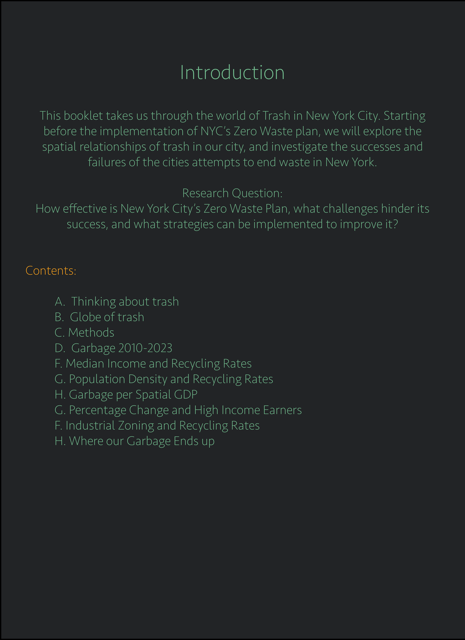 Introduction
This booklet takes us through the world of Trash in New York City. Starting
before the implementation of NYC's Zero Waste plan, we will explore the
spatial relationships of trash in our city, and investigate the successes and
failures of the cities attempts to end waste in New York.
Research Question:
How effective is New York City's Zero Waste Plan, what challenges hinder its
success, and what strategies can be implemented to improve it?
Contents:
A. Thinking about trash
B. Globe of trash
C. Methods
D. Garbage 2010-2023
F. Median Income and Recycling Rates
G. Population Density and Recycling Rates
H. Garbage per Spatial GDP
G. Percentage Change and High Income Earners
F. Industrial Zoning and Recycling Rates
H. Where our Garbage Ends up